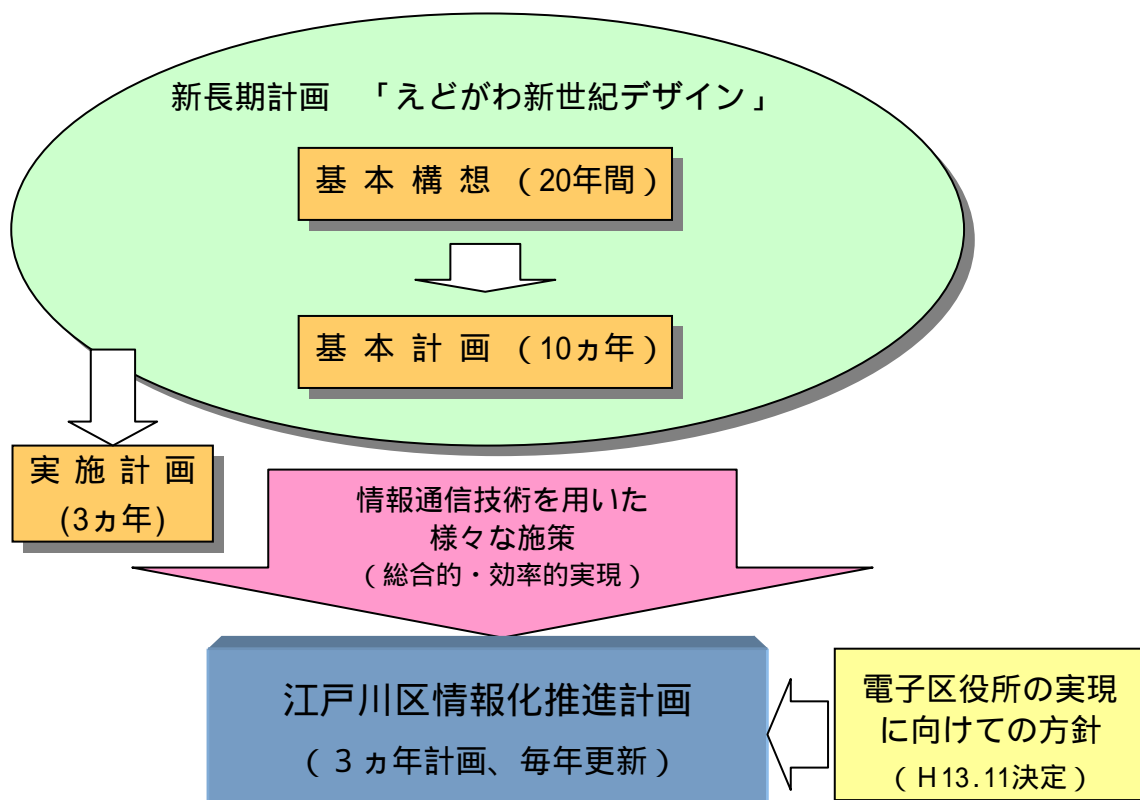 新長期計画　「えどがわ新世紀デザイン」
基 本 構 想 （20年間）
基 本 計 画 （10ヵ年）
実 施 計 画
(3ヵ年)
情報通信技術を用いた
様々な施策
（総合的・効率的実現）
江戸川区情報化推進計画
（３ヵ年計画、毎年更新）
電子区役所の実現
に向けての方針
（Ｈ13.11決定）